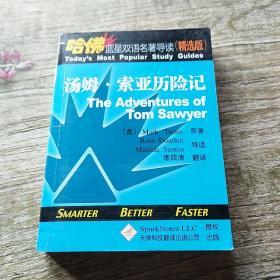 哈佛蓝星双语名著导读(精选版)
Today's Most Popular Study Guides
汤姆·索亚历险记
The Adventures of
Tom Sawyer
(美) Mark Twain 原著
Ross Douthat
Matilda Santos 导读
李四清 翻译
SMARTER BETTER FASTER
SparkNotes LLC 授权
天津科技翻译出版公司 出版